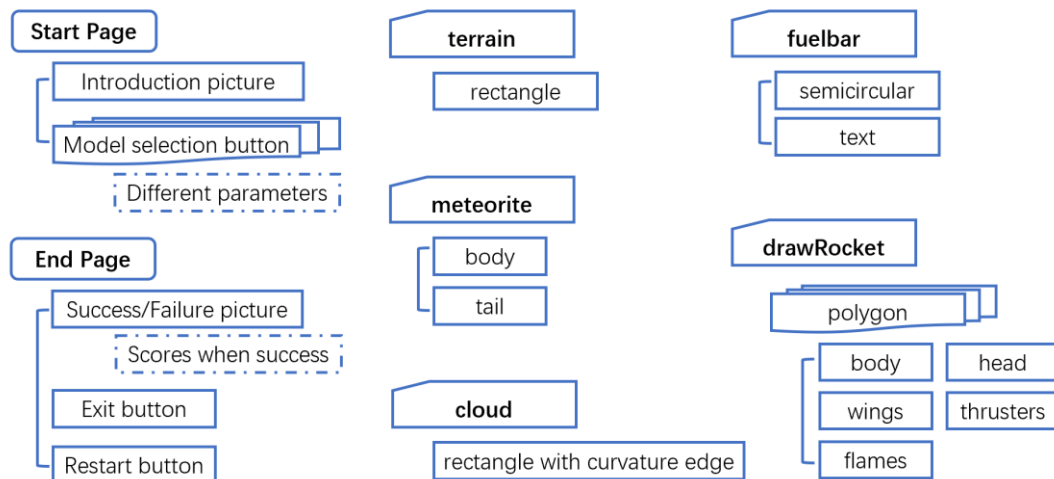 Start Page
Introduction picture
Model selection button
Different parameters
End Page
Success/Failure picture
Scores when success
Exit button
Restart button
terrain
rectangle
meteorite
body
tail
cloud
rectangle with curvature edge
fuelbar
semicircular
text
drawRocket
polygon
body
head
wings
thrusters
flames